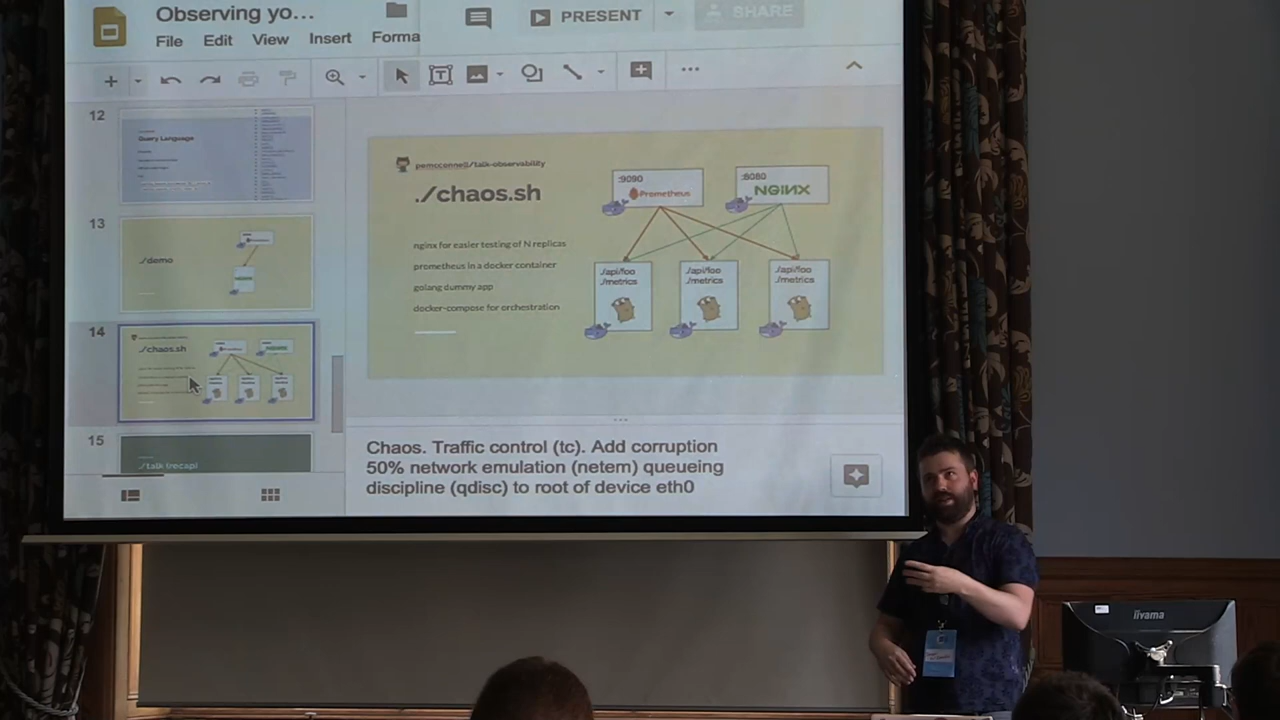 Observing yo...
File Edit View Insert Forma
PRESENT
SHARE
12
Query Language
13
./demo
14
./chaos.sh
15
./talk (recap)
pemcconnell/talk-observability
./chaos.sh
nginx for easier testing of N replicas
prometheus in a docker container
golang dummy app
docker-compose for orchestration
:9090
Prometheus
:8080
NGINX
./api/foo
./metrics
./api/foo
./metrics
./api/foo
./metrics
Chaos. Traffic control (tc). Add corruption
50% network emulation (netem) queueing
discipline (qdisc) to root of device eth0
iiyama